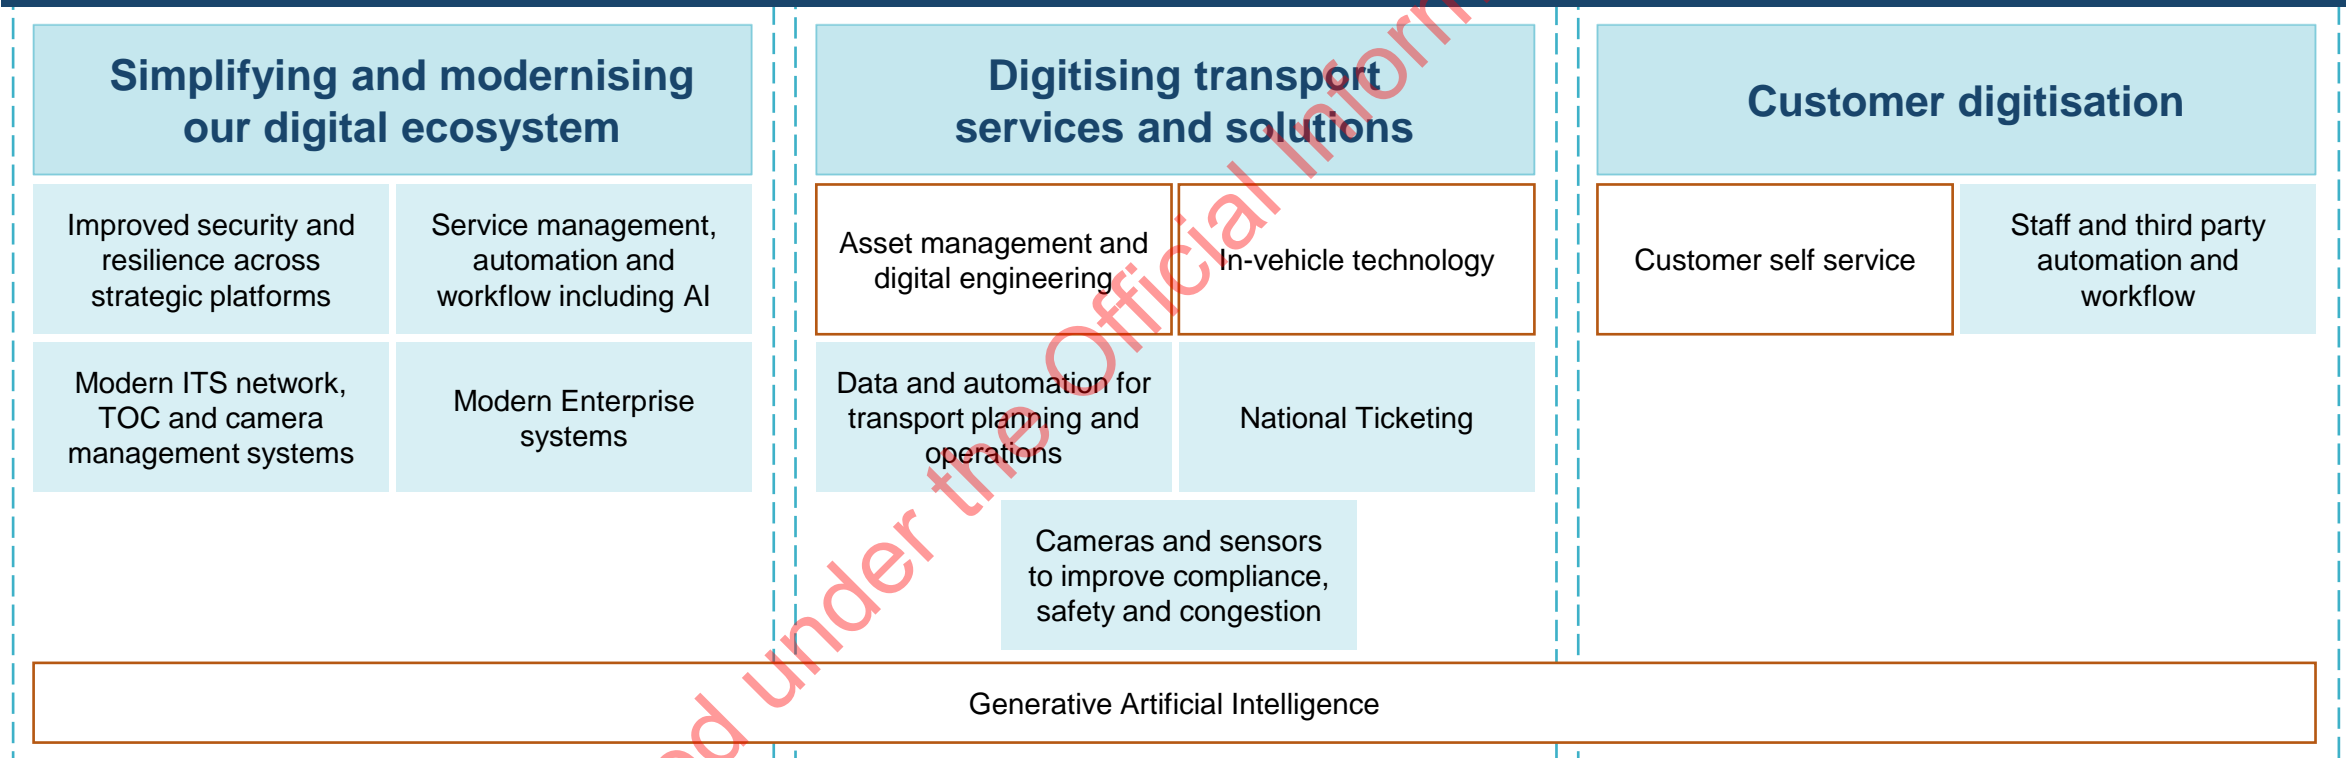 Simplifying and modernising
our digital ecosystem
Improved security and
resilience across
strategic platforms
Service management,
automation and
workflow including AI
Modern ITS network,
TOC and camera
management systems
Modern Enterprise
systems
Digitising transport
services and solutions
Asset management and
digital engineering
In-vehicle technology
Data and automation for
transport planning and
operations
National Ticketing
Cameras and sensors
to improve compliance,
safety and congestion
Customer digitisation
Customer self service
Staff and third party
automation and
workflow
Generative Artificial Intelligence
under the Official